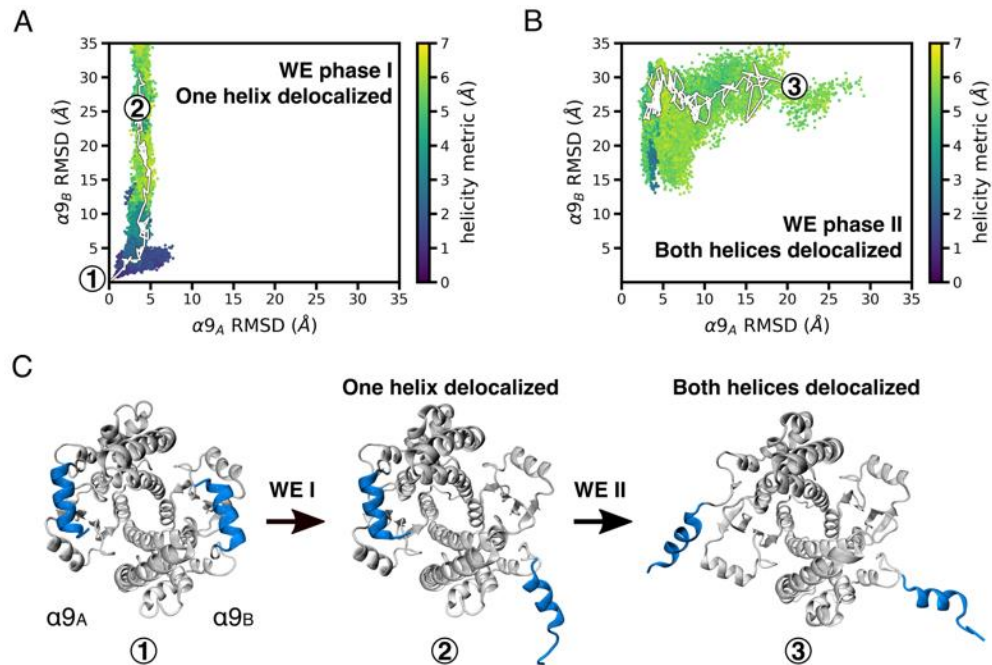 A
B
WE phase I
One helix delocalized
②
①
35
30
25
20
15
10
5
0
5
10
15
20
25
30
35
α9B RMSD (Å)
α9A RMSD (Å)
7
6
5
4
3
2
1
0
helicity metric (Å)
③
WE phase II
Both helices delocalized
35
30
25
20
15
10
5
0
5
10
15
20
25
30
35
α9B RMSD (Å)
α9A RMSD (Å)
7
6
5
4
3
2
1
0
helicity metric (Å)
C
One helix delocalized
Both helices delocalized
WE I
WE II
α9A
α9B
①
②
③